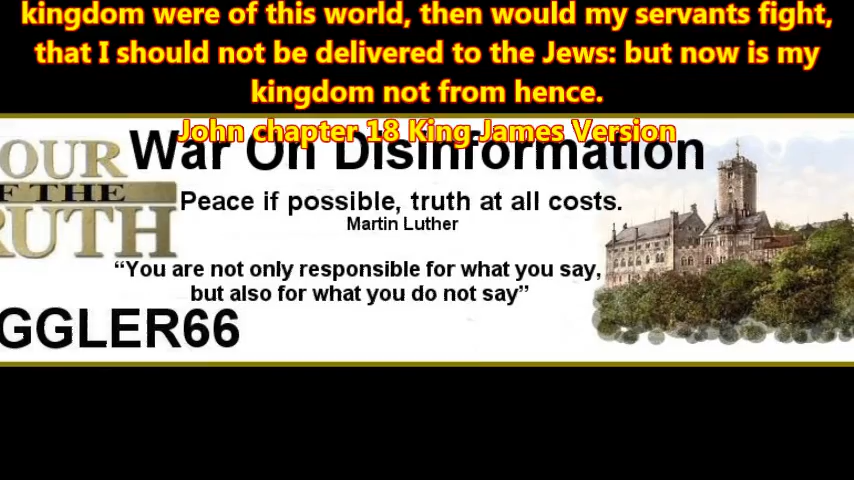 kingdom were of this world, then would my servants fight,
that I should not be delivered to the Jews: but now is my
kingdom not from hence.
John chapter 18 King James Version
OUR
F THE
RUTH
War On Disinformation
Peace if possible, truth at all costs.
Martin Luther
“You are not only responsible for what you say,
but also for what you do not say”
GGLER66